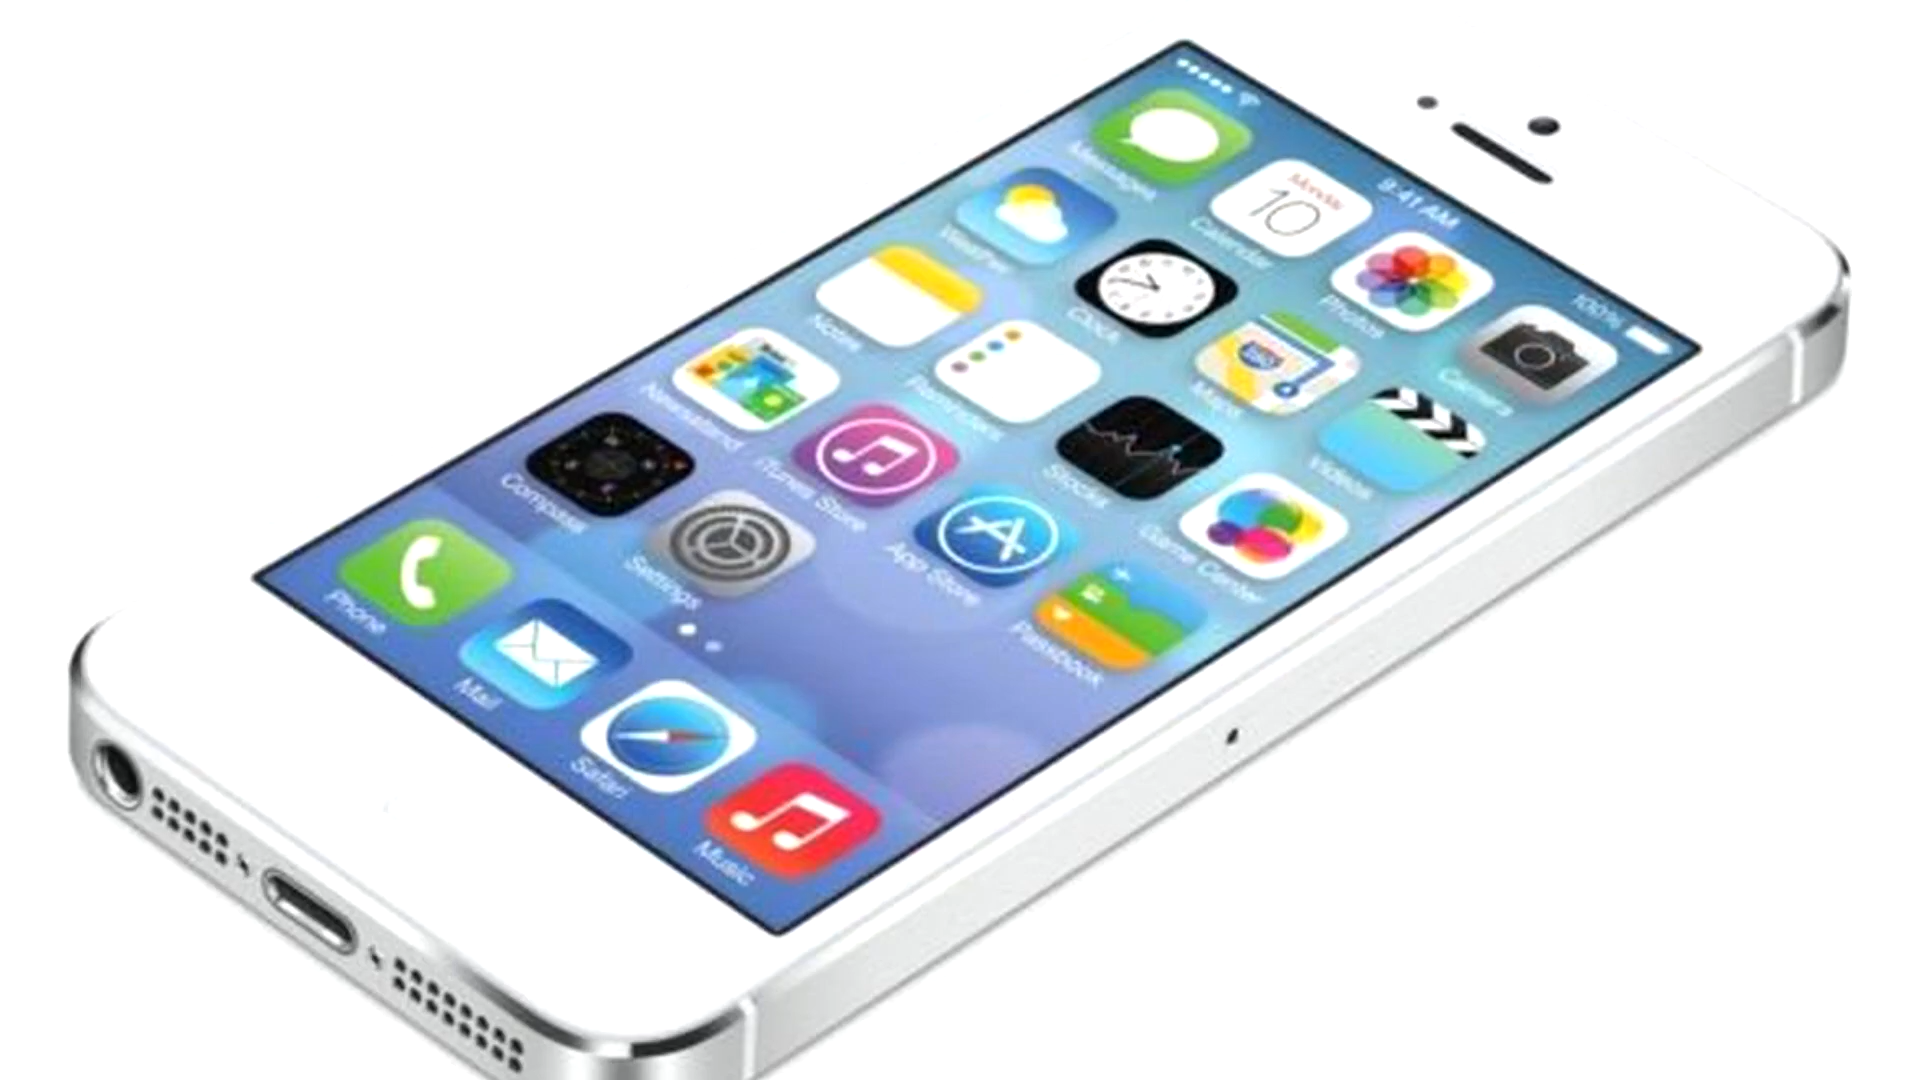 9:41 AM
100%
Messages
Monday
10
Calendar
Photos
Camera
Weather
Clock
Maps
280
Videos
Notes
Reminders
Stocks
Game Center
Newsstand
iTunes Store
App Store
Passbook
Compass
Settings
Phone
Mail
Safari
Music